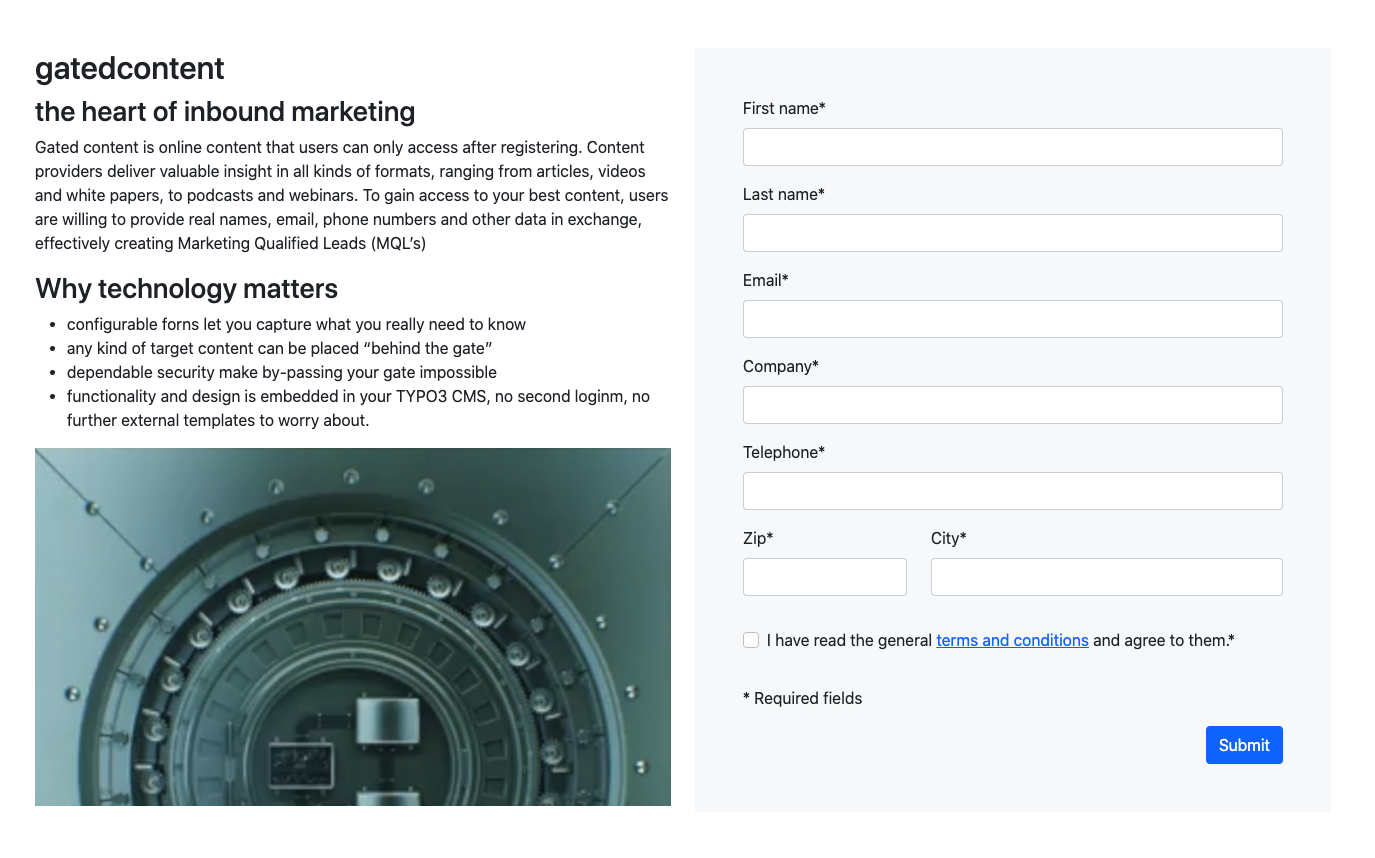 gatedcontent
the heart of inbound marketing
Gated content is online content that users can only access after registering. Content
providers deliver valuable insight in all kinds of formats, ranging from articles, videos
and white papers, to podcasts and webinars. To gain access to your best content, users
are willing to provide real names, email, phone numbers and other data in exchange,
effectively creating Marketing Qualified Leads (MQL’s)
Why technology matters
• configurable forns let you capture what you really need to know
• any kind of target content can be placed “behind the gate”
• dependable security make by-passing your gate impossible
• functionality and design is embedded in your TYPO3 CMS, no second loginm, no
further external templates to worry about.
First name*
Last name*
Email*
Company*
Telephone*
Zip* City*
I have read the general terms and conditions and agree to them.*
* Required fields
Submit